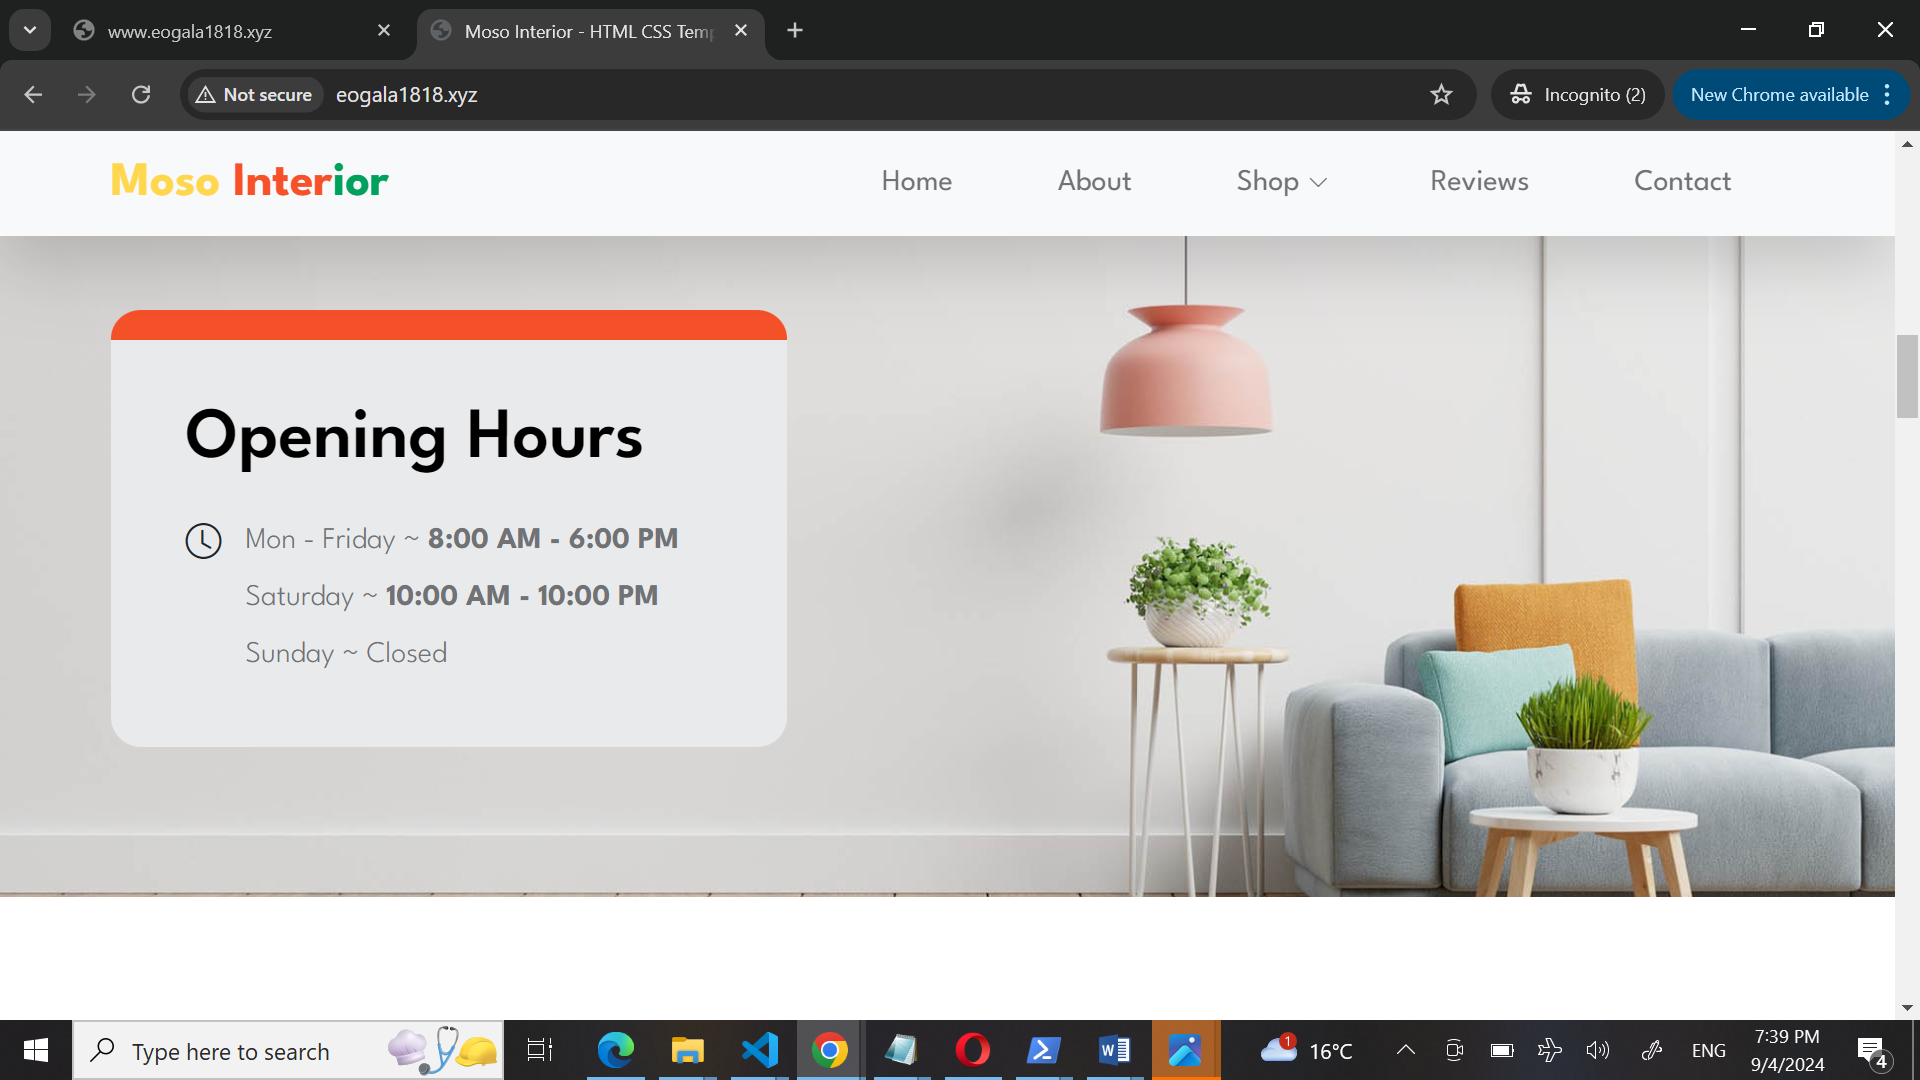 www.eogala1818.xyz
Moso Interior - HTML CSS Temp
Not secure
eogala1818.xyz
Incognito (2)
New Chrome available
Moso Interior
Home
About
Shop
Reviews
Contact
Opening Hours
Mon - Friday ~ 8:00 AM - 6:00 PM
Saturday ~ 10:00 AM - 10:00 PM
Sunday ~ Closed
Type here to search
1
16°C
ENG
7:39 PM
9/4/2024
4